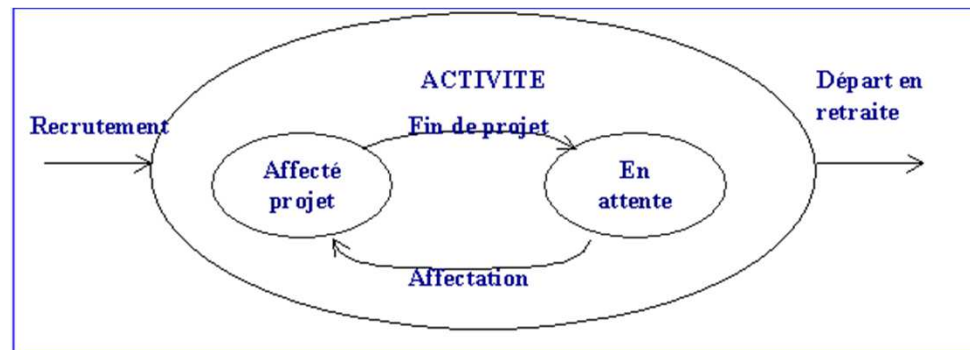 ACTIVITE
Départ en
retraite
Recrutement
Fin de projet
Affecté
projet
En
attente
Affectation